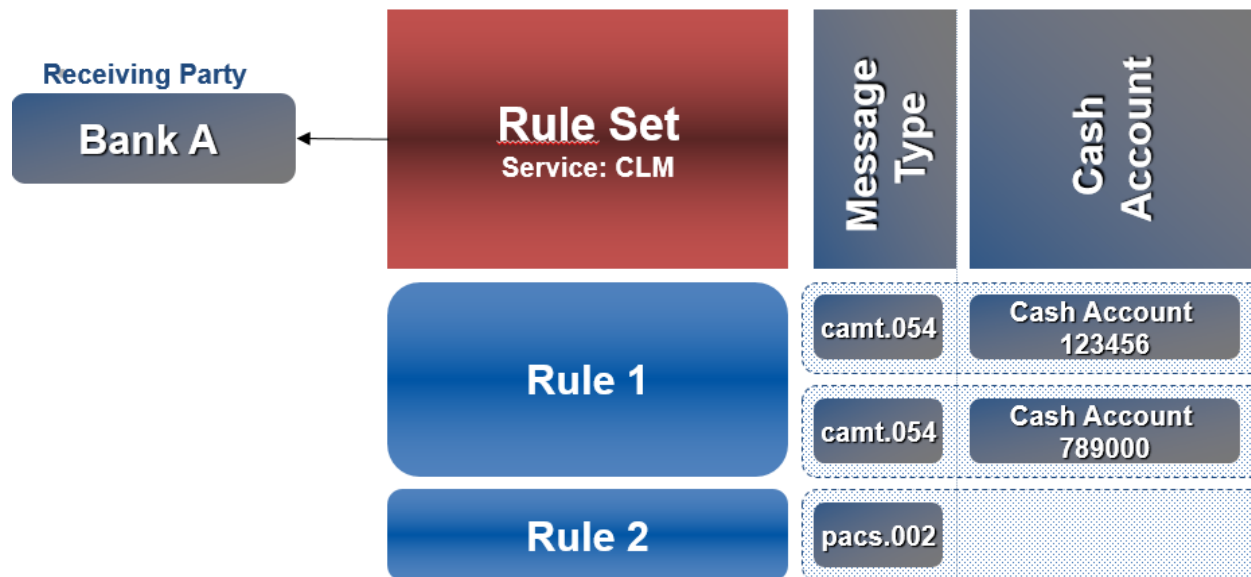 Receiving Party
Bank A
Rule Set
Service: CLM
Message
Type
Cash
Account
Rule 1
camt.054
Cash Account
123456
camt.054
Cash Account
789000
Rule 2
pacs.002